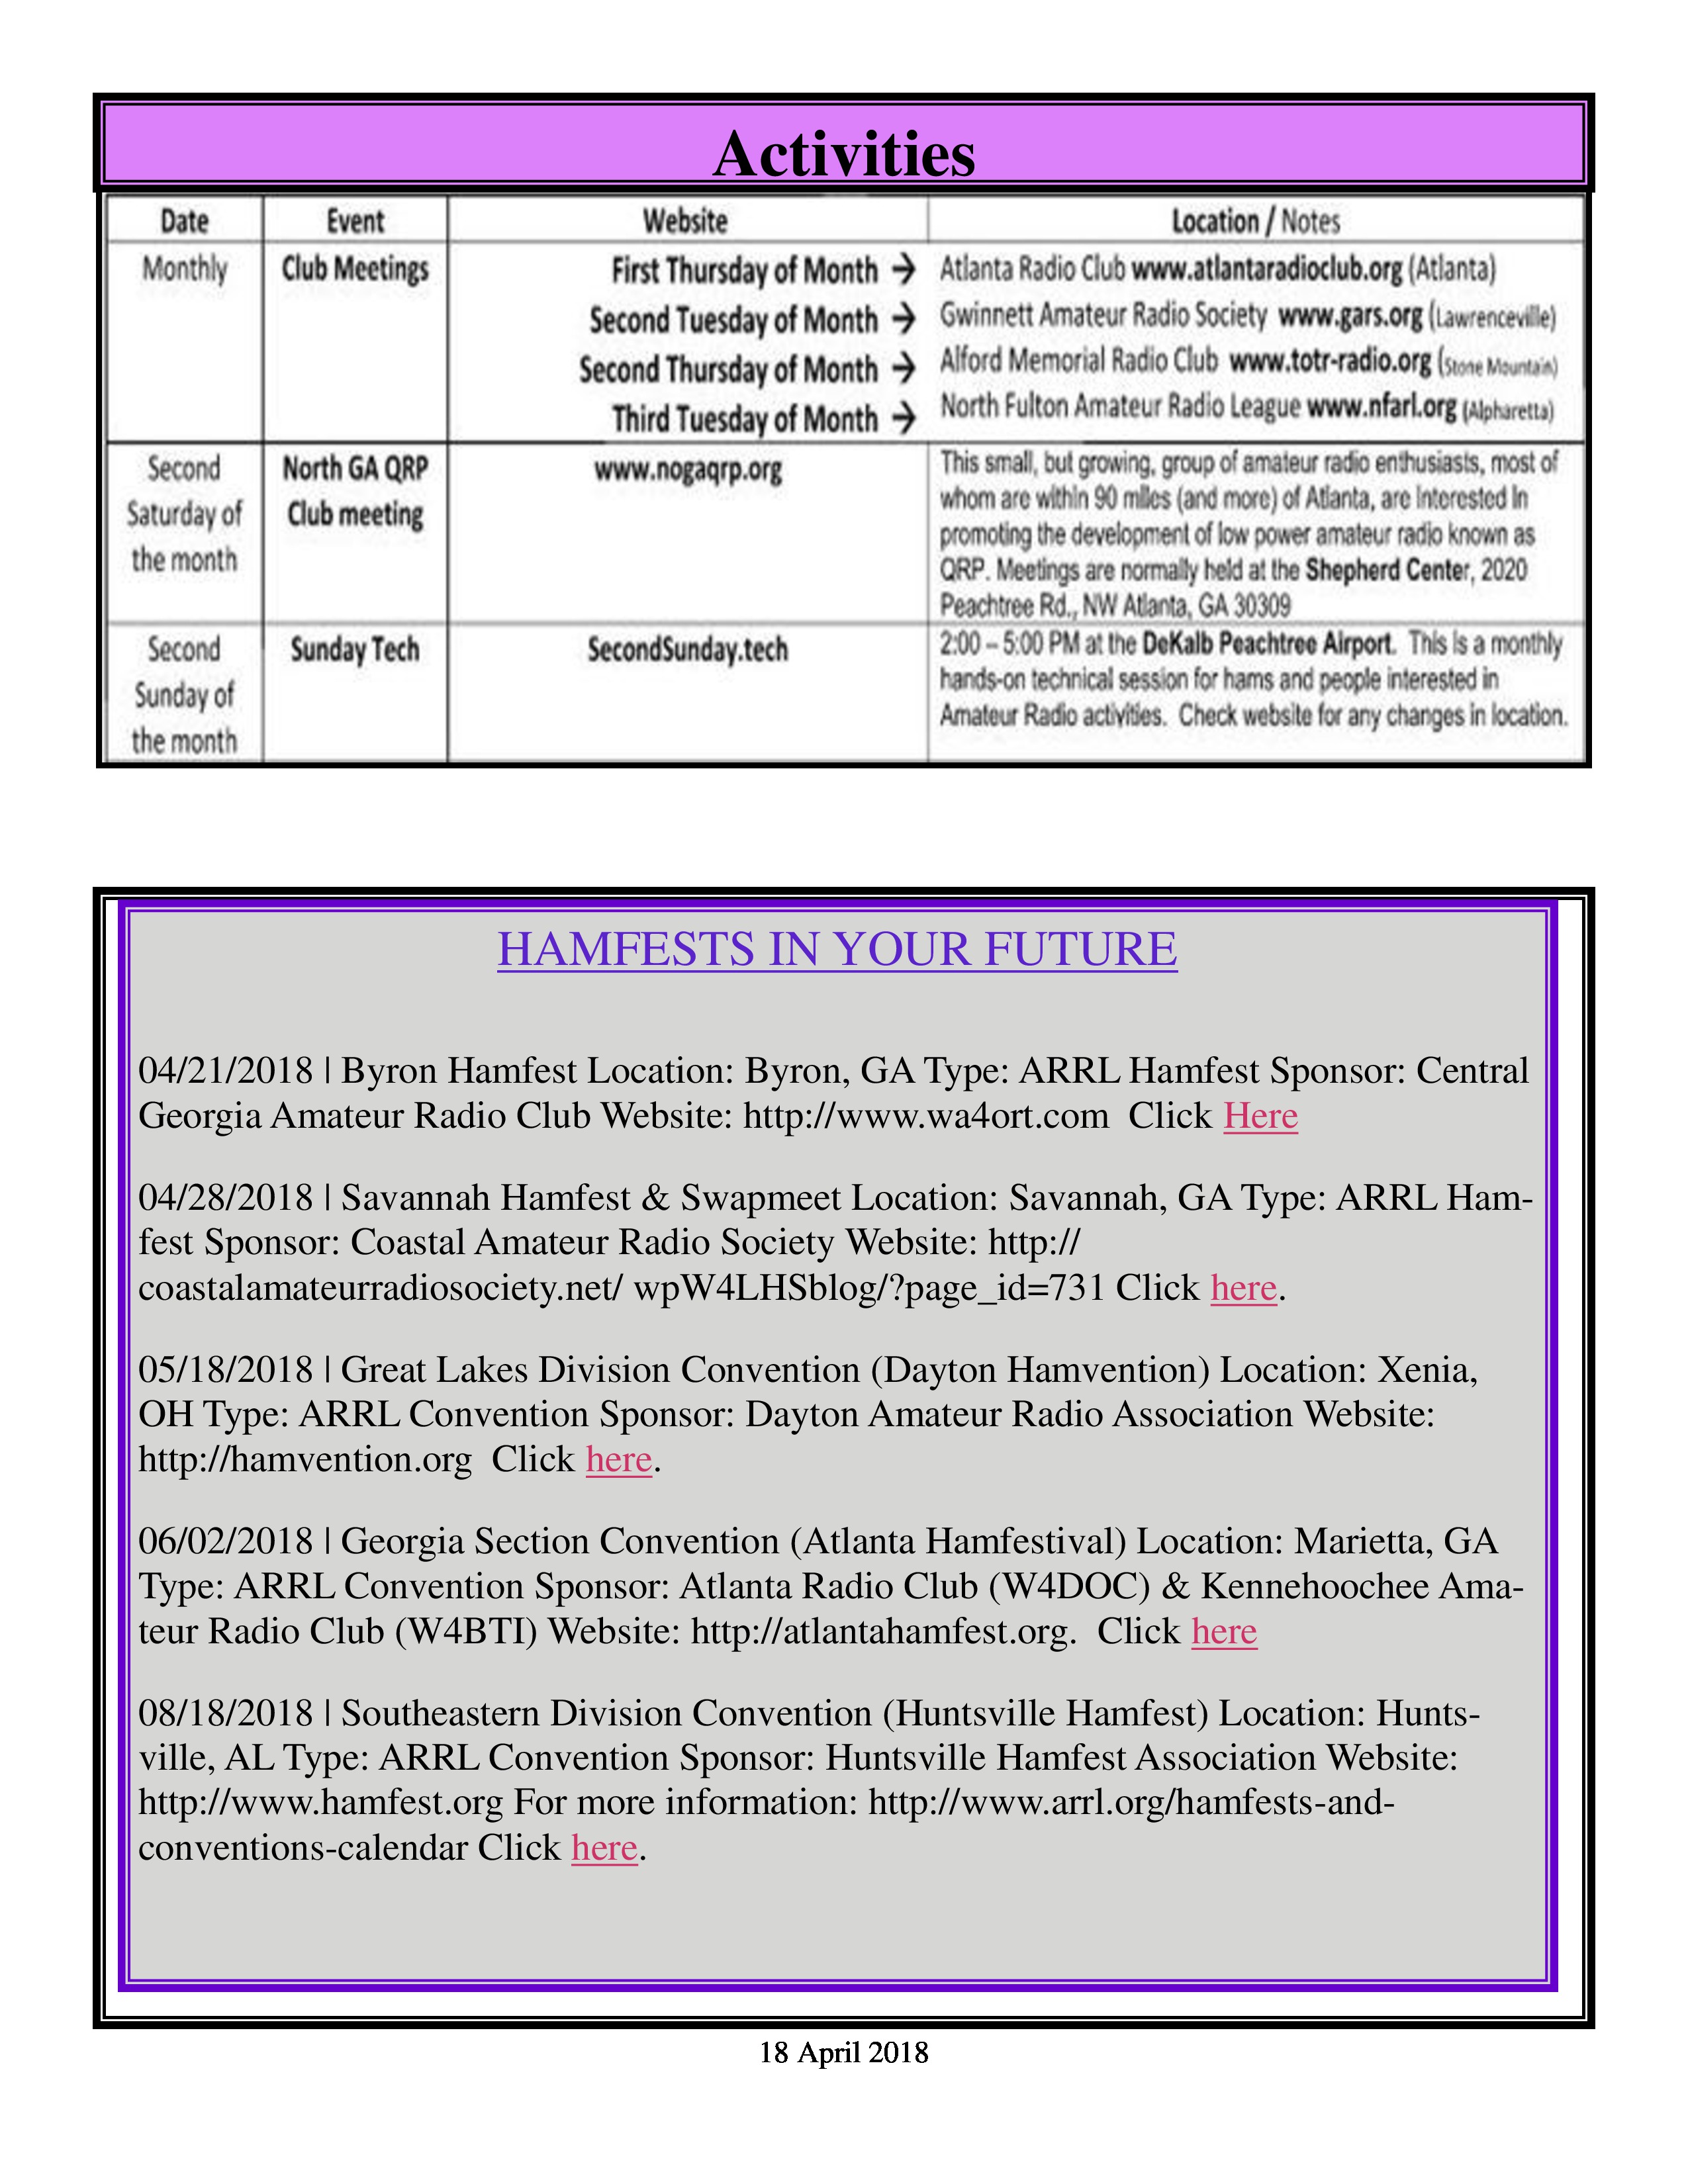 Activities
Date Event Website Location / Notes
Monthly Club Meetings First Thursday of Month → Atlanta Radio Club www.atlantaradioclub.org (Atlanta)
Second Tuesday of Month → Gwinnett Amateur Radio Society www.gars.org (Lawrenceville)
Second Thursday of Month → Alford Memorial Radio Club www.totr-radio.org (Stone Mountain)
Third Tuesday of Month → North Fulton Amateur Radio League www.nfarl.org (Alpharetta)
Second
Saturday of
the month
North GA QRP
Club meeting
www.nogaqrp.org
This small, but growing, group of amateur radio enthusiasts, most of
whom are within 90 miles (and more) of Atlanta, are interested in
promoting the development of low power amateur radio known as
QRP. Meetings are normally held at the Shepherd Center, 2020
Peachtree Rd., NW Atlanta, GA 30309
Second
Sunday of
the month
Sunday Tech
SecondSunday.tech
2:00 – 5:00 PM at the DeKalb Peachtree Airport. This is a monthly
hands-on technical session for hams and people interested in
Amateur Radio activities. Check website for any changes in location.
HAMFESTS IN YOUR FUTURE
04/21/2018 | Byron Hamfest Location: Byron, GA Type: ARRL Hamfest Sponsor: Central
Georgia Amateur Radio Club Website: http://www.wa4ort.com Click Here
04/28/2018 | Savannah Hamfest & Swapmeet Location: Savannah, GA Type: ARRL Ham-
fest Sponsor: Coastal Amateur Radio Society Website: http://
coastalamateurradiosociety.net/ wpW4LHSblog/?page_id=731 Click here.
05/18/2018 | Great Lakes Division Convention (Dayton Hamvention) Location: Xenia,
OH Type: ARRL Convention Sponsor: Dayton Amateur Radio Association Website:
http://hamvention.org Click here.
06/02/2018 | Georgia Section Convention (Atlanta Hamfestival) Location: Marietta, GA
Type: ARRL Convention Sponsor: Atlanta Radio Club (W4DOC) & Kennehoochee Ama-
teur Radio Club (W4BTI) Website: http://atlantahamfest.org. Click here
08/18/2018 | Southeastern Division Convention (Huntsville Hamfest) Location: Hunts-
ville, AL Type: ARRL Convention Sponsor: Huntsville Hamfest Association Website:
http://www.hamfest.org For more information: http://www.arrl.org/hamfests-and-
conventions-calendar Click here.
18 April 2018